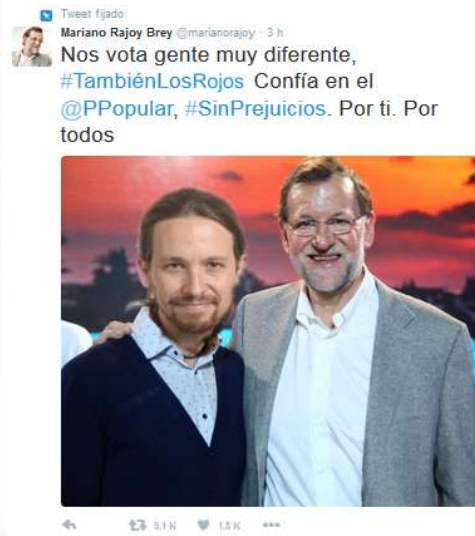 Tweet fijado
Mariano Rajoy Brey @marianorajoy · 3 h
Nos vota gente muy diferente,
#TambiénLosRojos Confía en el
@PPopular, #SinPrejuicios. Por ti. Por
todos
5,1 K 1,5 K